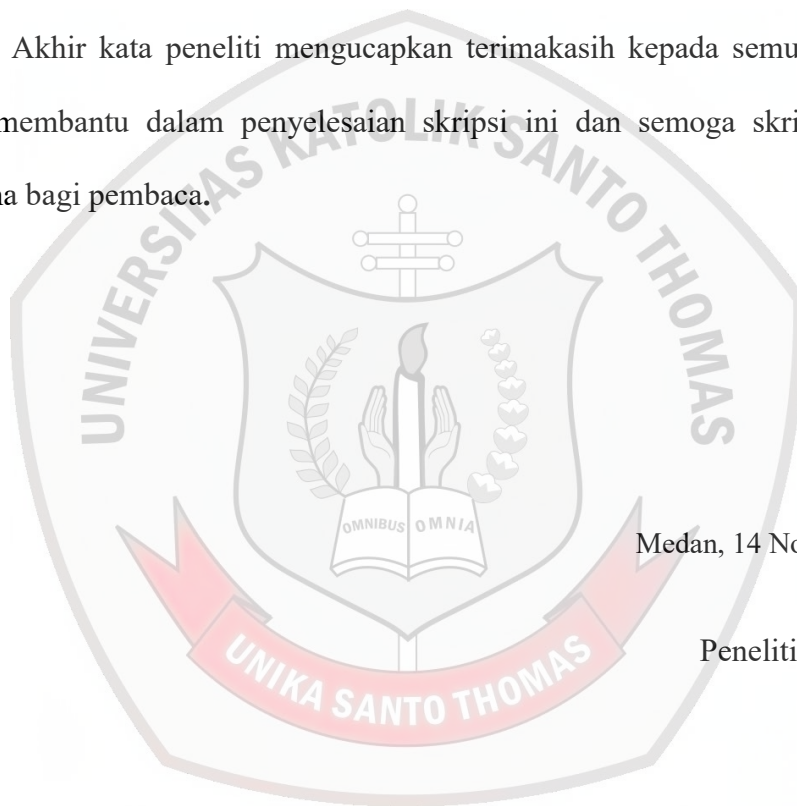 Akhir kata peneliti mengucapkan terimakasih kepada semu
membantu dalam penyelesaian skripsi ini dan semoga skri
na bagi pembaca.
UNIVERSITAS KATOLIK SANTO THOMAS
OMNIBUS OMNIA
Medan, 14 No
Peneliti
UNIKA SANTO THOMAS